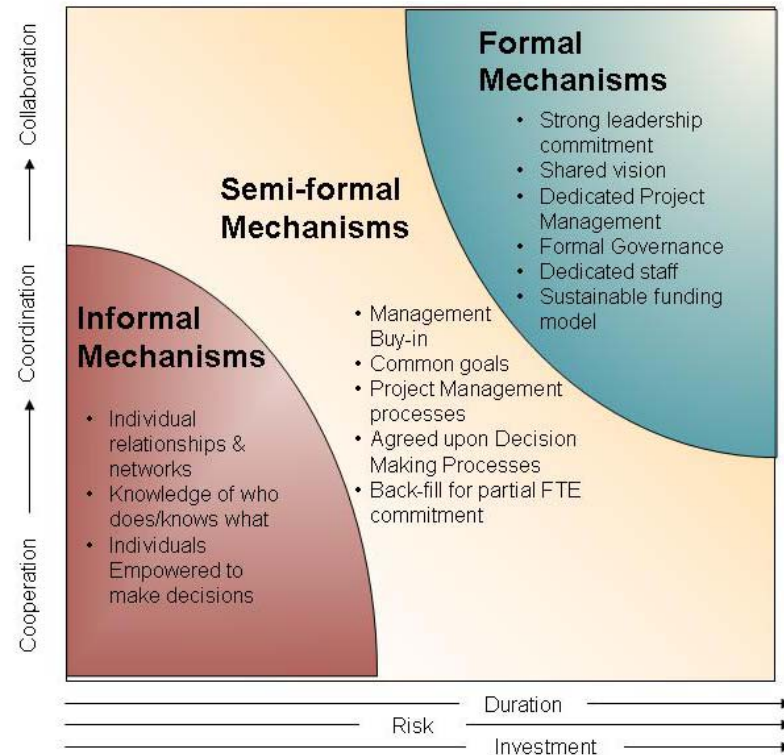 Formal
Mechanisms
• Strong leadership
commitment
• Shared vision
• Dedicated Project
Management
• Formal Governance
• Dedicated staff
• Sustainable funding
model
Semi-formal
Mechanisms
• Management
Buy-in
• Common goals
• Project Management
processes
• Agreed upon Decision
Making Processes
• Back-fill for partial FTE
commitment
Informal
Mechanisms
• Individual
relationships &
networks
• Knowledge of who
does/knows what
• Individuals
Empowered to
make decisions
Collaboration
Coordination
Cooperation
Duration
Risk
Investment